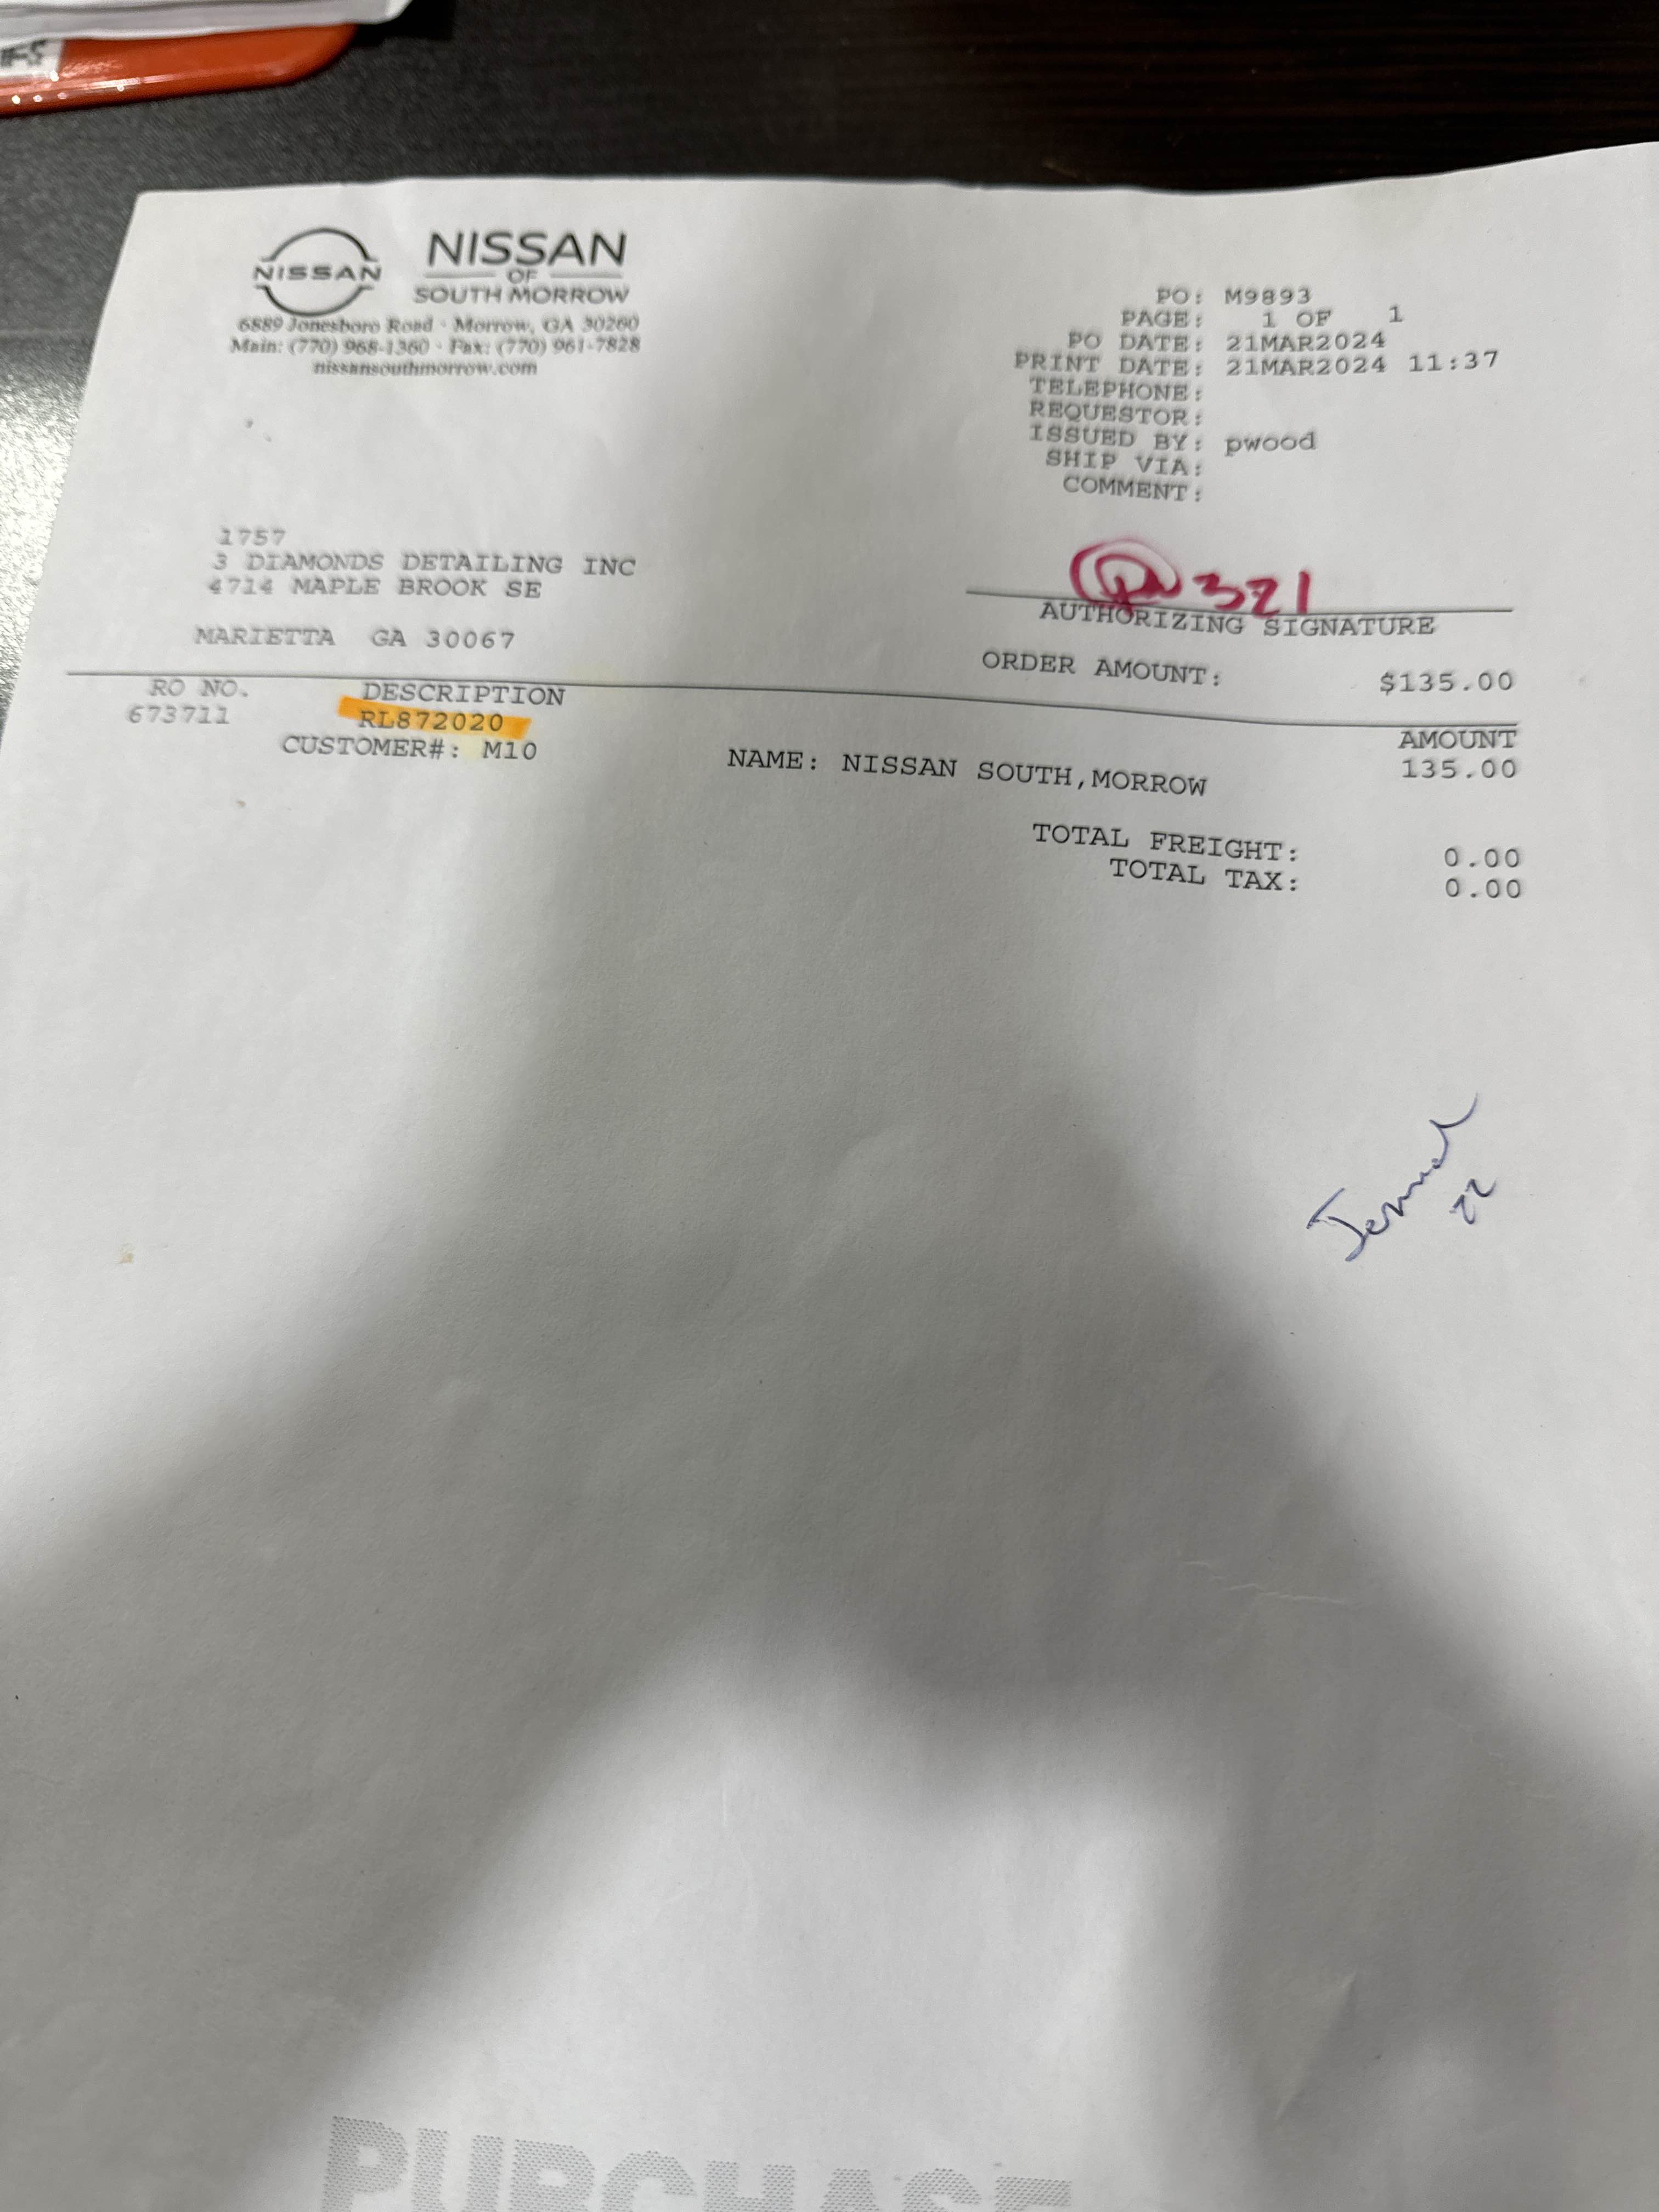 NISSAN
NISSAN
OF
SOUTH MORROW
6889 Jonesboro Road · Morrow, GA 30260
Main: (770) 968-1360 · Fax: (770) 961-7828
nissansouthmorrow.com
PO: M9893
PAGE: 1 OF 1
PO DATE: 21MAR2024
PRINT DATE: 21MAR2024 11:37
TELEPHONE:
REQUESTOR:
ISSUED BY: pwood
SHIP VIA:
COMMENT:
1757
3 DIAMONDS DETAILING INC
4714 MAPLE BROOK SE
MARIETTA GA 30067
321
AUTHORIZING SIGNATURE
ORDER AMOUNT: $135.00
RO NO. DESCRIPTION AMOUNT
673711 RL872020 135.00
CUSTOMER#: M10 NAME: NISSAN SOUTH,MORROW
TOTAL FREIGHT: 0.00
TOTAL TAX: 0.00
22
PURCHASE